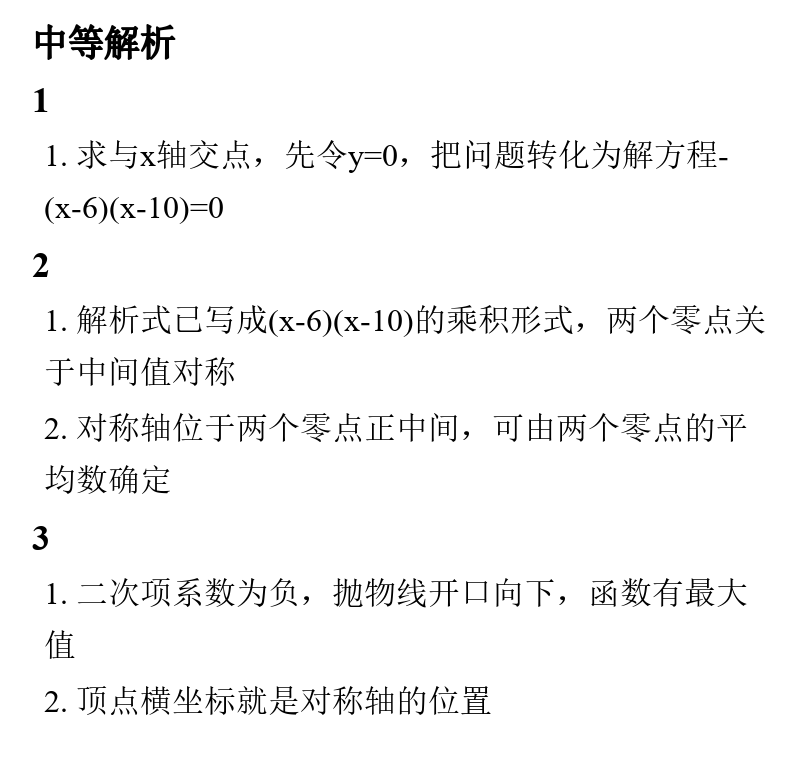 中等解析
1
1. 求与x轴交点，先令y=0，把问题转化为解方程-
(x-6)(x-10)=0
2
1. 解析式已写成(x-6)(x-10)的乘积形式，两个零点关
于中间值对称
2. 对称轴位于两个零点正中间，可由两个零点的平
均数确定
3
1. 二次项系数为负，抛物线开口向下，函数有最大
值
2. 顶点横坐标就是对称轴的位置